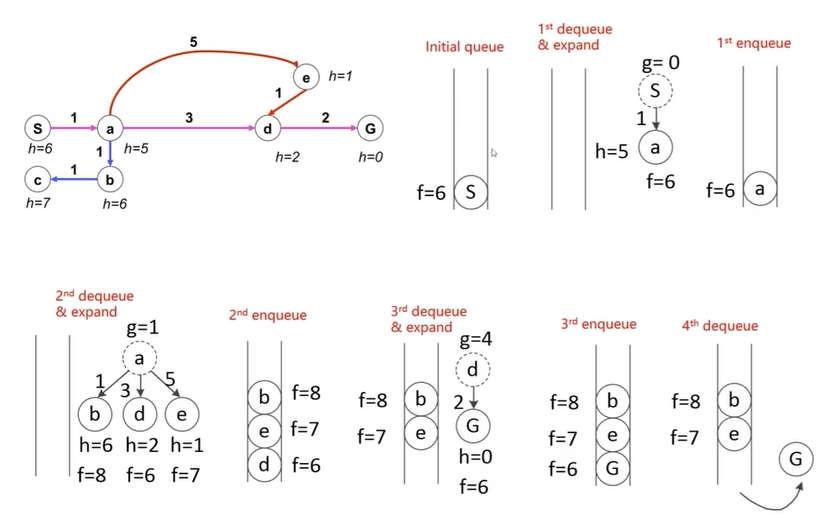 5
e
h=1
1
S
1
a
3
d
2
G
h=6
1
h=5
h=2
h=0
c
1
b
h=7
h=6
Initial queue
f=6
S
1st dequeue
& expand
g= 0
S
1
h=5
a
f=6
1st enqueue
f=6
a
2nd dequeue
& expand
g=1
a
1
3
5
b
d
e
h=6
h=2
h=1
f=8
f=6
f=7
2nd enqueue
b
f=8
e
f=7
d
f=6
3rd dequeue
& expand
g=4
d
f=8
b
2
f=7
e
G
h=0
f=6
3rd enqueue
f=8
b
f=7
e
f=6
G
4th dequeue
f=8
b
f=7
e
G